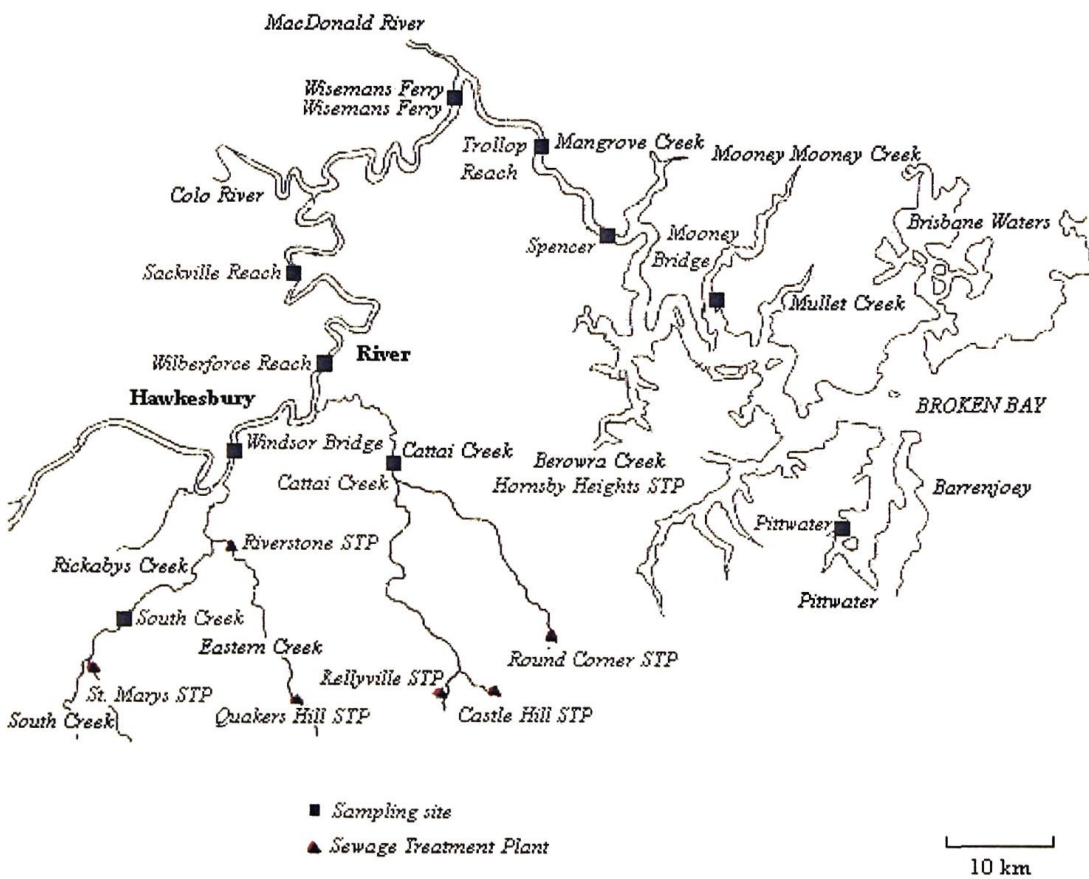 MacDonald River
Wisemans Ferry
Wisemans Ferry
Trollop
Reach
Mangrove Creek
Mooney Mooney Creek
Colo River
Brisbane Waters
Spencer
Mooney
Bridge
Sackville Reach
Mullet Creek
Wilberforce Reach
River
Hawkesbury
BROKEN BAY
Windsor Bridge
Cattai Creek
Cattai Creek
Berowra Creek
Hornsby Heights STP
Barrenjoey
Pittwater
Riverstone STP
Rickabys Creek
Pittwater
South Creek
Eastern Creek
Round Corner STP
Kellyville STP
St. Marys STP
South Creek
Quakers Hill STP
Castle Hill STP
Sampling site
Sewage Treatment Plant
10 km